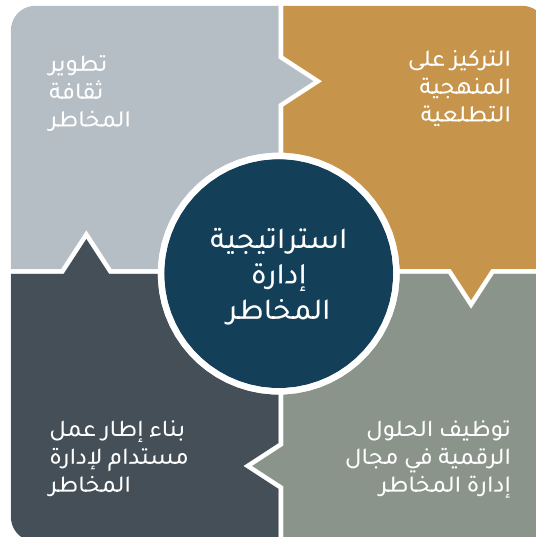 التركيز على
المنهجية
التطلعية
تطوير
ثقافة
المخاطر
استراتيجية
إدارة
المخاطر
توظيف الحلول
الرقمية في مجال
إدارة المخاطر
بناء إطار عمل
مستدام لإدارة
المخاطر